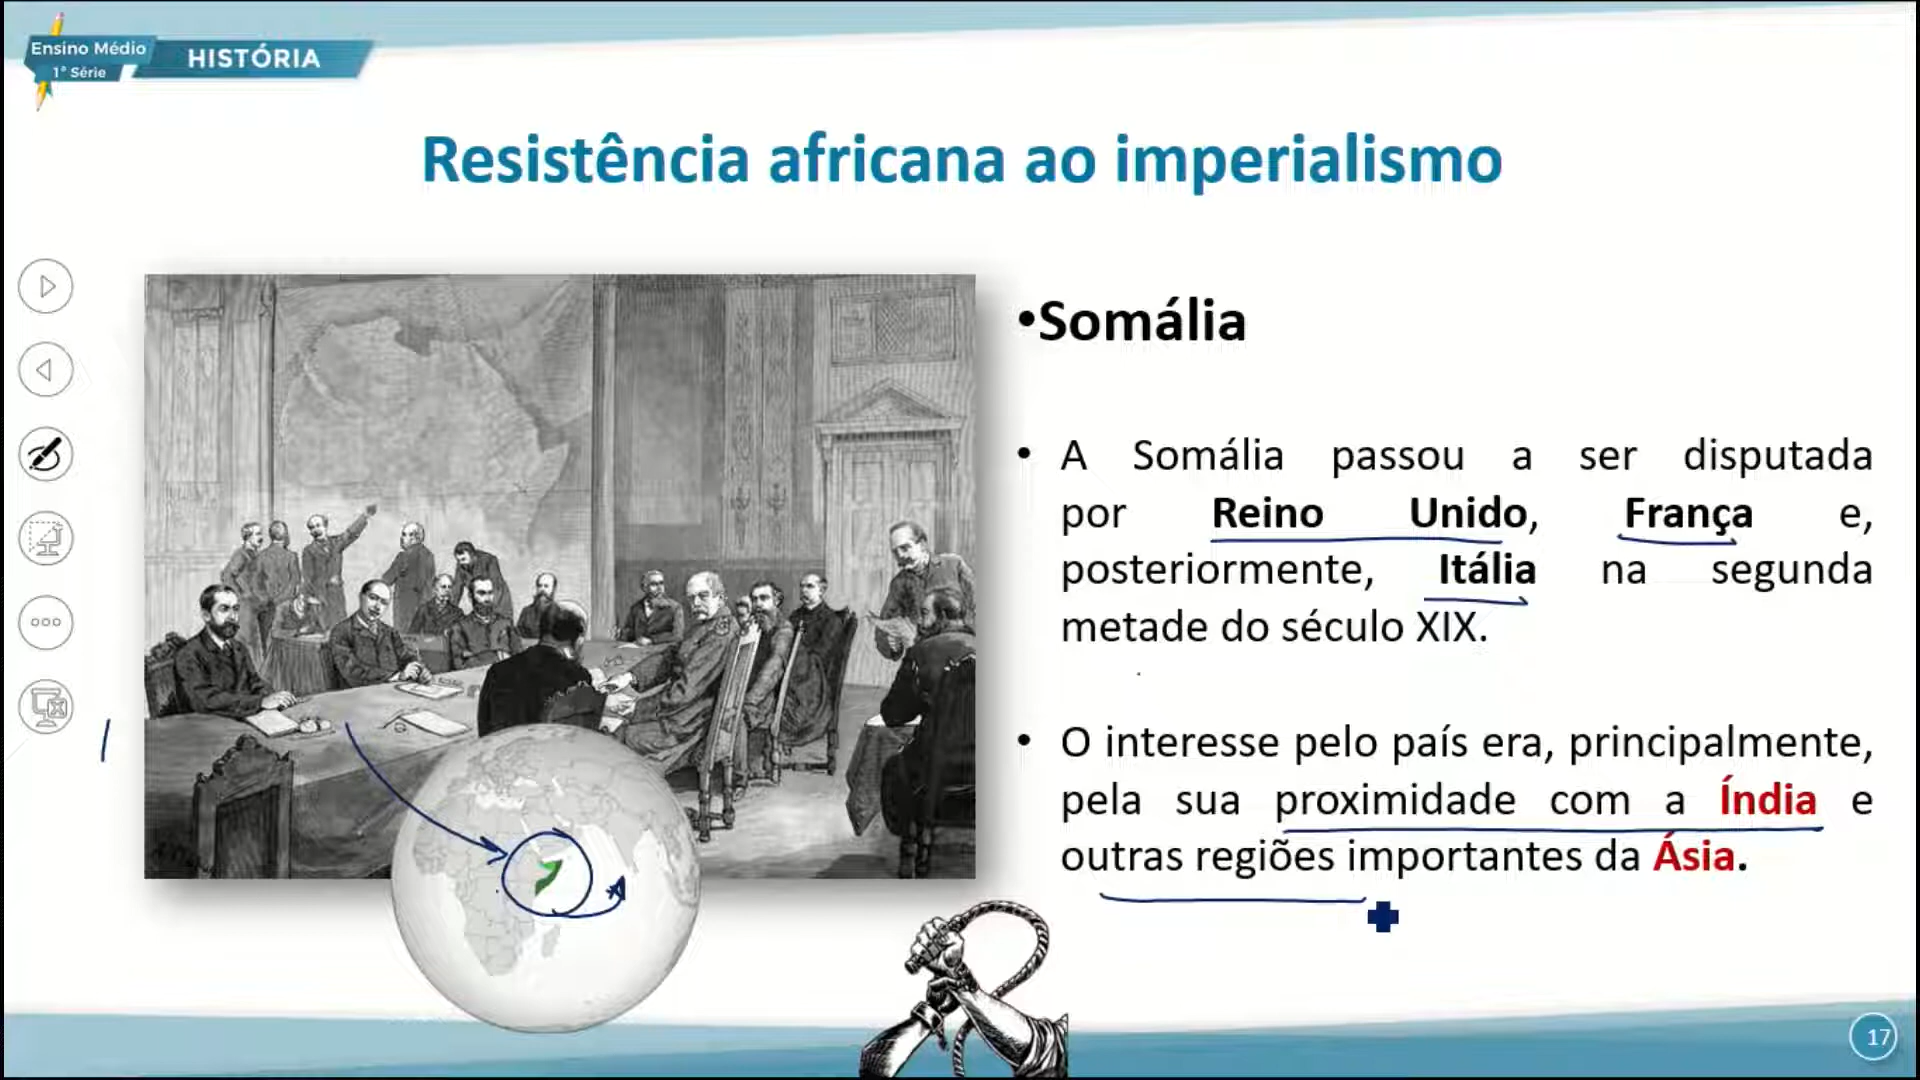 Ensino Médio
1ª Série
HISTÓRIA
Resistência africana ao imperialismo
•Somália
• A Somália passou a ser disputada
por Reino Unido, França e,
posteriormente, Itália na segunda
metade do século XIX.
• O interesse pelo país era, principalmente,
pela sua proximidade com a Índia e
outras regiões importantes da Ásia.
17